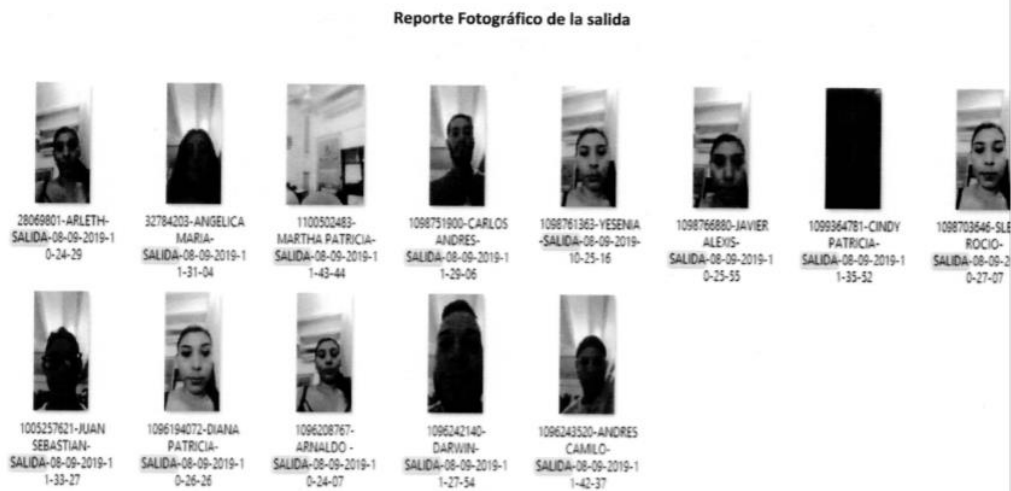 Reporte Fotográfico de la salida
28069801-ARLETH-
SALIDA-08-09-2019-1
0-24-29
32784203-ANGELICA
MARIA-
SALIDA-08-09-2019-1
1-31-04
1100502483-
MARTHA PATRICIA-
SALIDA-08-09-2019-1
1-43-44
1098751900-CARLOS
ANDRES-
SALIDA-08-09-2019-1
1-29-06
1098761363-YESENIA
-SALIDA-08-09-2019-
10-25-16
1098766880-JAVIER
ALEXIS-
SALIDA-08-09-2019-1
0-25-55
1099364781-CINDY
PATRICIA-
SALIDA-08-09-2019-1
1-35-52
1098703646-SLE
ROCIO-
SALIDA-08-09-2
0-27-07
1005257621-JUAN
SEBASTIAN-
SALIDA-08-09-2019-1
1-33-27
1096194072-DIANA
PATRICIA-
SALIDA-08-09-2019-1
0-26-26
1096208767-
ARNALDO -
SALIDA-08-09-2019-1
0-24-07
1096242140-
DARWIN-
SALIDA-08-09-2019-1
1-27-54
1096243520-ANDRES
CAMILO-
SALIDA-08-09-2019-1
1-42-37